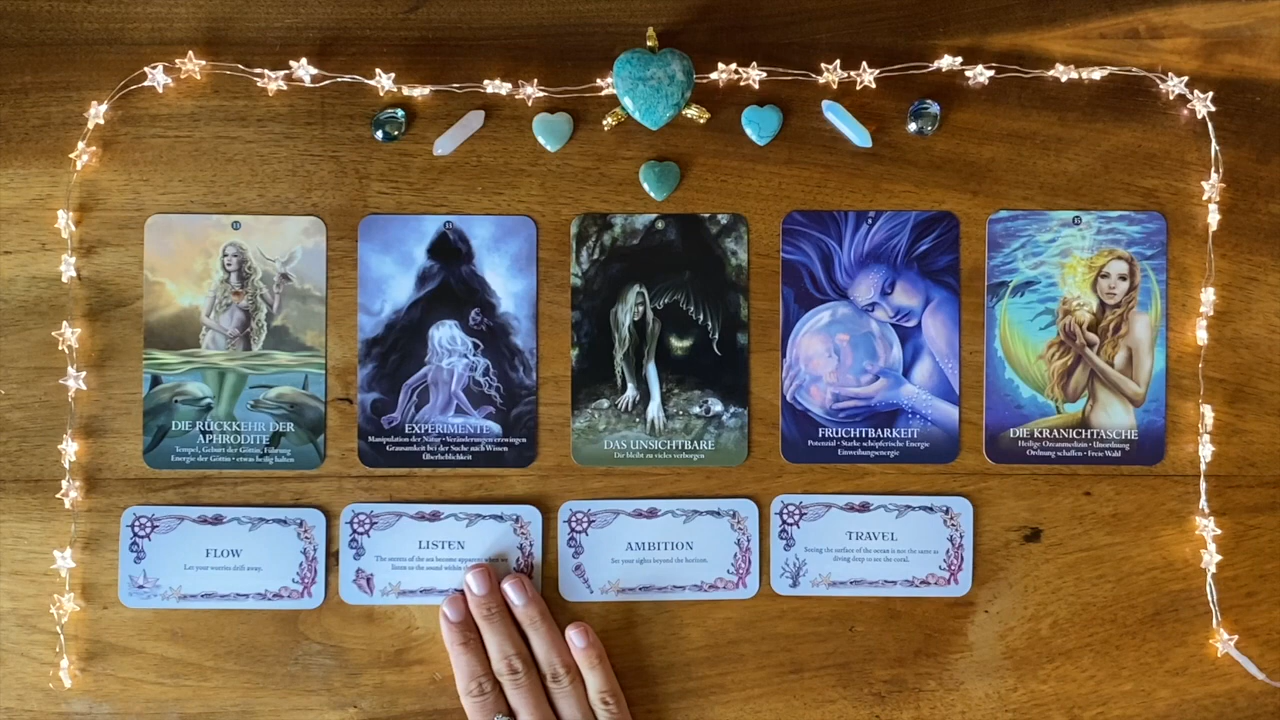 11
DIE RÜCKKEHR DER
APHRODITE
Tempel, Geburt der Göttin, Führung
Energie der Göttin • etwas heilig halten
EXPERIMENTE
Manipulation der Natur • Veränderungen erzwingen
Grausamkeit bei der Suche nach Wissen
Überheblichkeit
4
DAS UNSICHTBARE
Dir bleibt zu vieles verborgen
8
FRUCHTBARKEIT
Potenzial • Starke schöpferische Energie
Einweihungsenergie
15
DIE KRANICHTASCHE
Heilige Ozeanmedizin • Unordnung
Ordnung schaffen • Freie Wahl
FLOW
Let your worries drift away.
LISTEN
The secrets of the sea become apparent when we
listen to the sound within
AMBITION
Set your sights beyond the horizon.
TRAVEL
Seeing the surface of the ocean is not the same as
diving deep to see the coral.